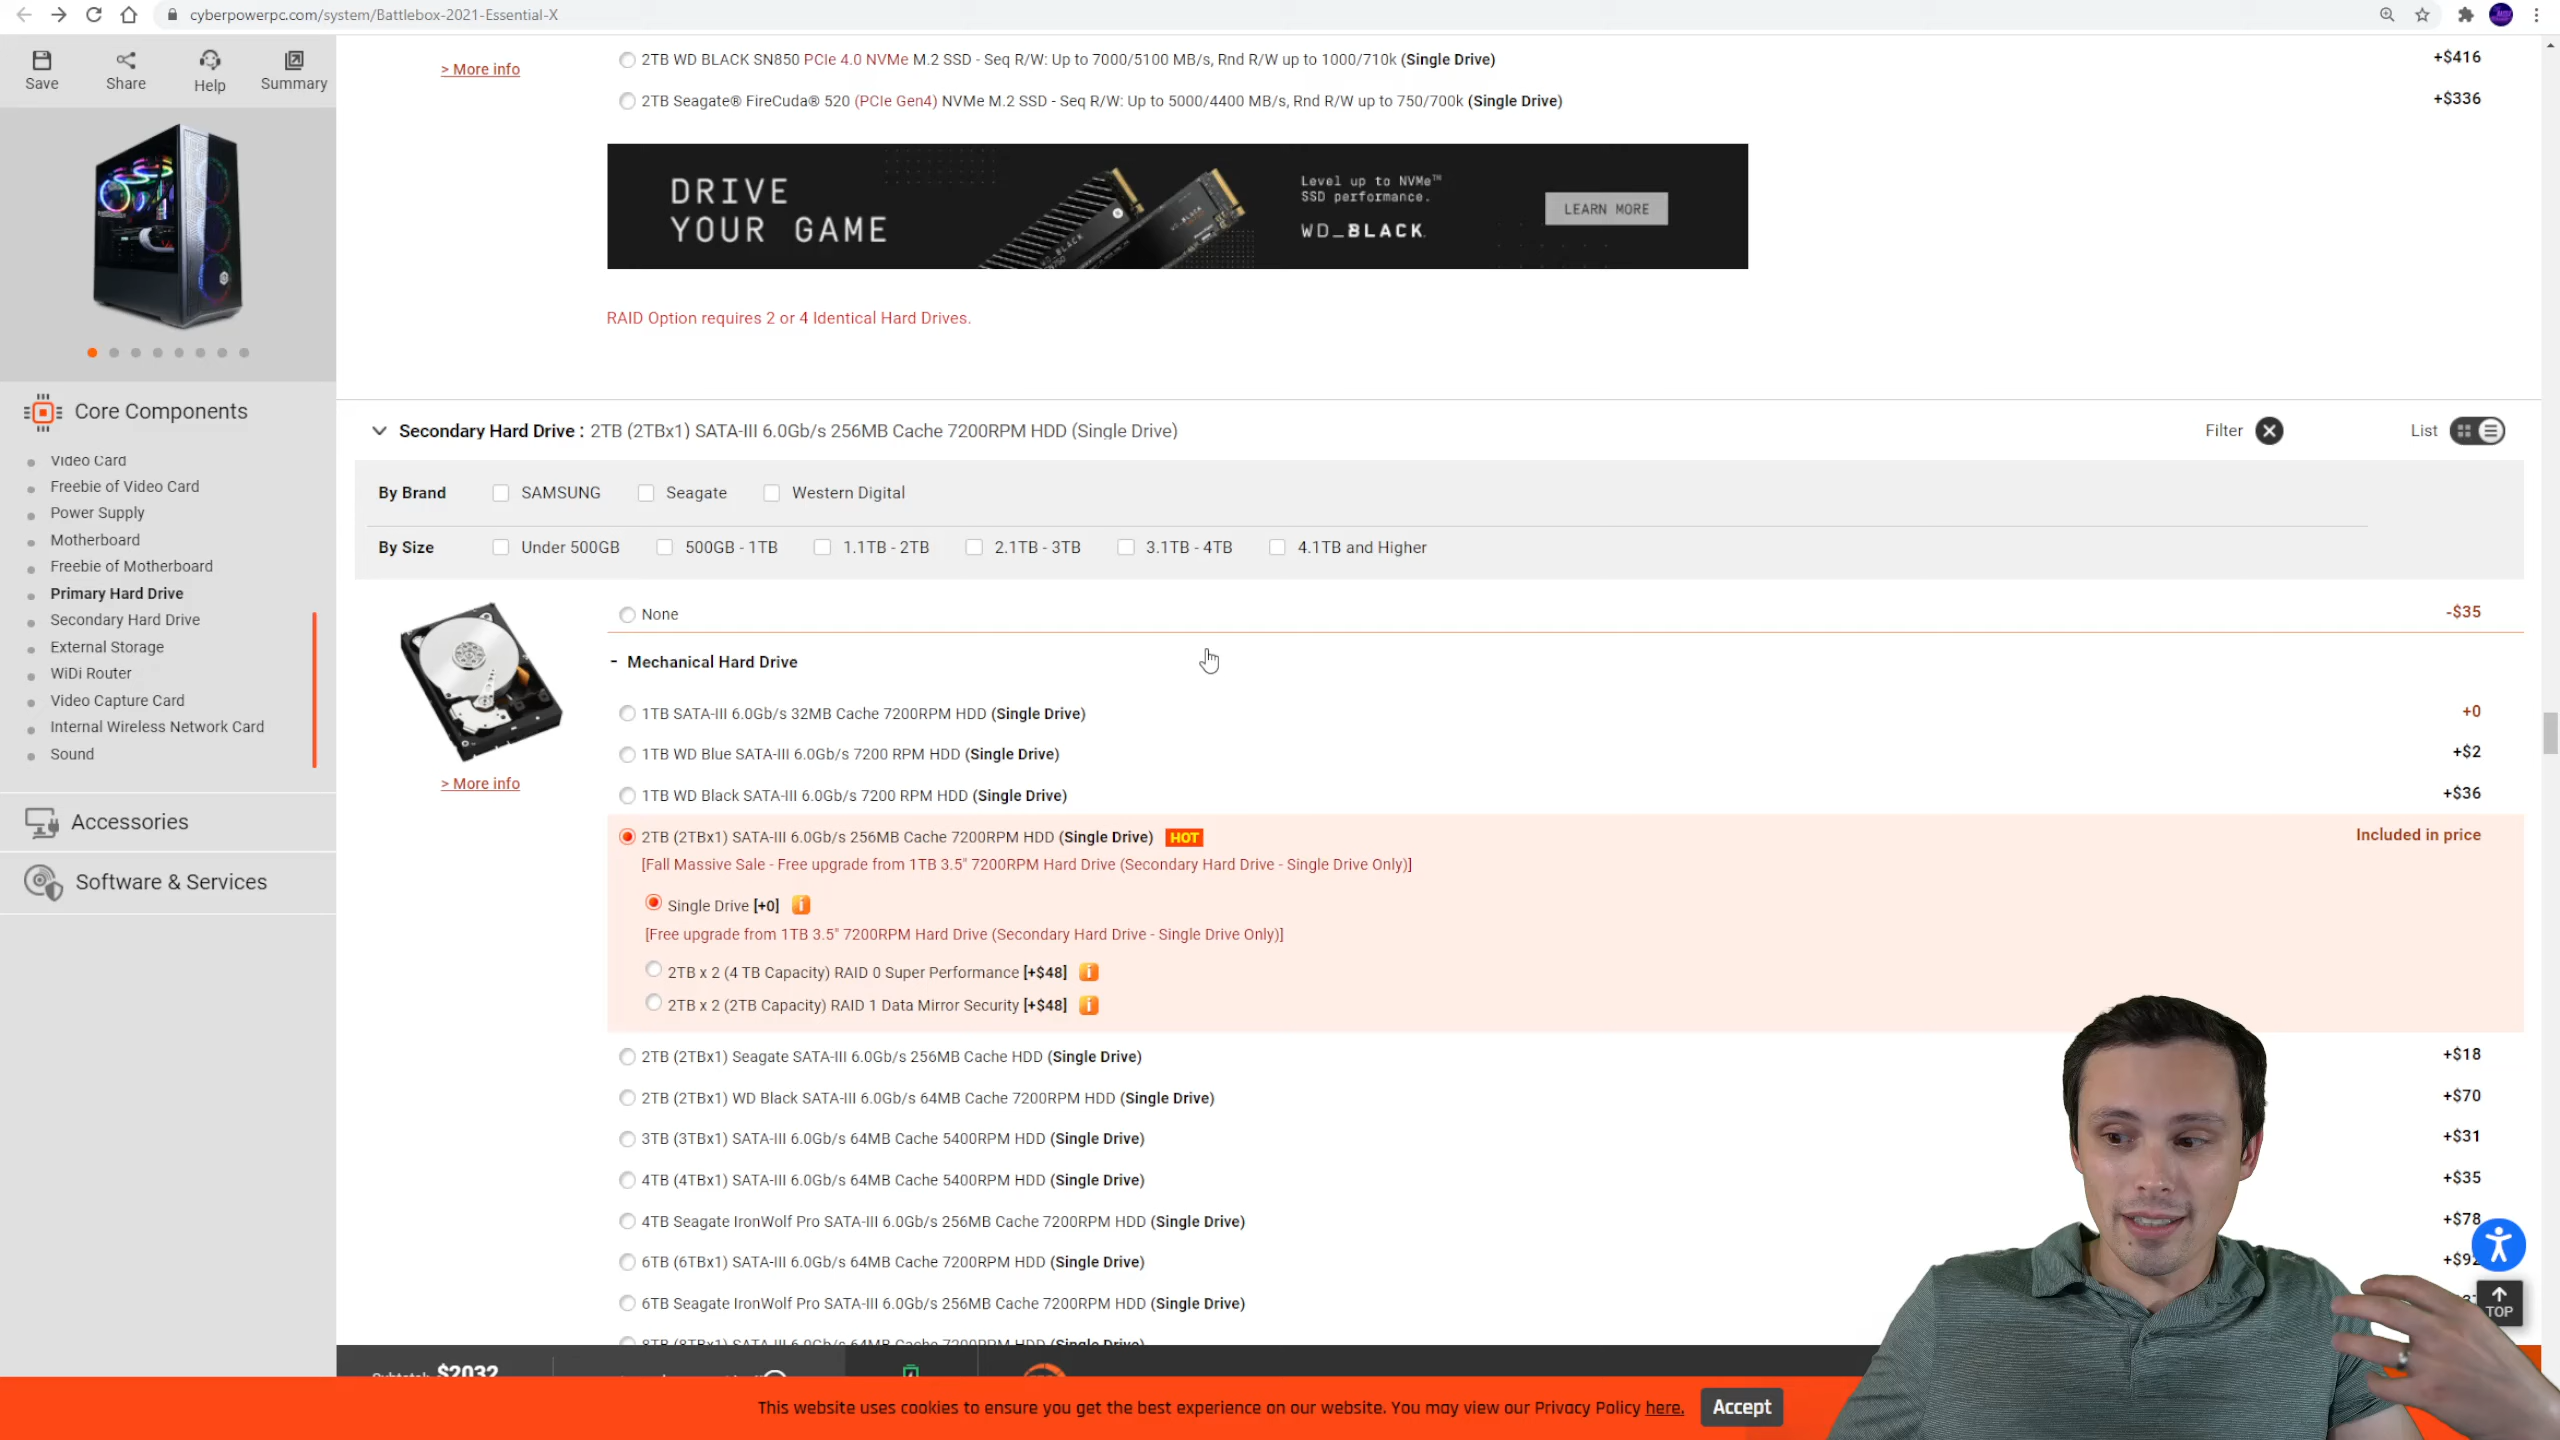 cyberpowerpc.com/system/Battlebox-2021-Essential-X
Save
Share
Help
Summary
> More info
2TB WD BLACK SN850 PCIe 4.0 NVMe M.2 SSD - Seq R/W: Up to 7000/5100 MB/s, Rnd R/W up to 1000/710k (Single Drive) +$416
2TB Seagate® FireCuda® 520 (PCIe Gen4) NVMe M.2 SSD - Seq R/W: Up to 5000/4400 MB/s, Rnd R/W up to 750/700k (Single Drive) +$336
DRIVE
YOUR GAME
Level up to NVMe™
SSD performance.
WD_BLACK
LEARN MORE
RAID Option requires 2 or 4 Identical Hard Drives.
Core Components
Video Card
Freebie of Video Card
Power Supply
Motherboard
Freebie of Motherboard
Primary Hard Drive
Secondary Hard Drive
External Storage
WiDi Router
Video Capture Card
Internal Wireless Network Card
Sound
Accessories
Software & Services
Secondary Hard Drive : 2TB (2TBx1) SATA-III 6.0Gb/s 256MB Cache 7200RPM HDD (Single Drive)
Filter
List
By Brand SAMSUNG Seagate Western Digital
By Size Under 500GB 500GB - 1TB 1.1TB - 2TB 2.1TB - 3TB 3.1TB - 4TB 4.1TB and Higher
> More info
None -$35
- Mechanical Hard Drive
1TB SATA-III 6.0Gb/s 32MB Cache 7200RPM HDD (Single Drive) +0
1TB WD Blue SATA-III 6.0Gb/s 7200 RPM HDD (Single Drive) +$2
1TB WD Black SATA-III 6.0Gb/s 7200 RPM HDD (Single Drive) +$36
2TB (2TBx1) SATA-III 6.0Gb/s 256MB Cache 7200RPM HDD (Single Drive) HOT Included in price
[Fall Massive Sale - Free upgrade from 1TB 3.5" 7200RPM Hard Drive (Secondary Hard Drive - Single Drive Only)]
Single Drive [+0] i
[Free upgrade from 1TB 3.5" 7200RPM Hard Drive (Secondary Hard Drive - Single Drive Only)]
2TB x 2 (4 TB Capacity) RAID 0 Super Performance [+$48] i
2TB x 2 (2TB Capacity) RAID 1 Data Mirror Security [+$48] i
2TB (2TBx1) Seagate SATA-III 6.0Gb/s 256MB Cache HDD (Single Drive) +$18
2TB (2TBx1) WD Black SATA-III 6.0Gb/s 64MB Cache 7200RPM HDD (Single Drive) +$70
3TB (3TBx1) SATA-III 6.0Gb/s 64MB Cache 5400RPM HDD (Single Drive) +$31
4TB (4TBx1) SATA-III 6.0Gb/s 64MB Cache 5400RPM HDD (Single Drive) +$35
4TB Seagate IronWolf Pro SATA-III 6.0Gb/s 256MB Cache 7200RPM HDD (Single Drive) +$78
6TB (6TBx1) SATA-III 6.0Gb/s 64MB Cache 7200RPM HDD (Single Drive)
6TB Seagate IronWolf Pro SATA-III 6.0Gb/s 256MB Cache 7200RPM HDD (Single Drive)
8TB (8TBx1) SATA-III 6.0Gb/s 64MB Cache 7200RPM HDD (Single Drive)
TOP
$2032
This website uses cookies to ensure you get the best experience on our website. You may view our Privacy Policy here. Accept